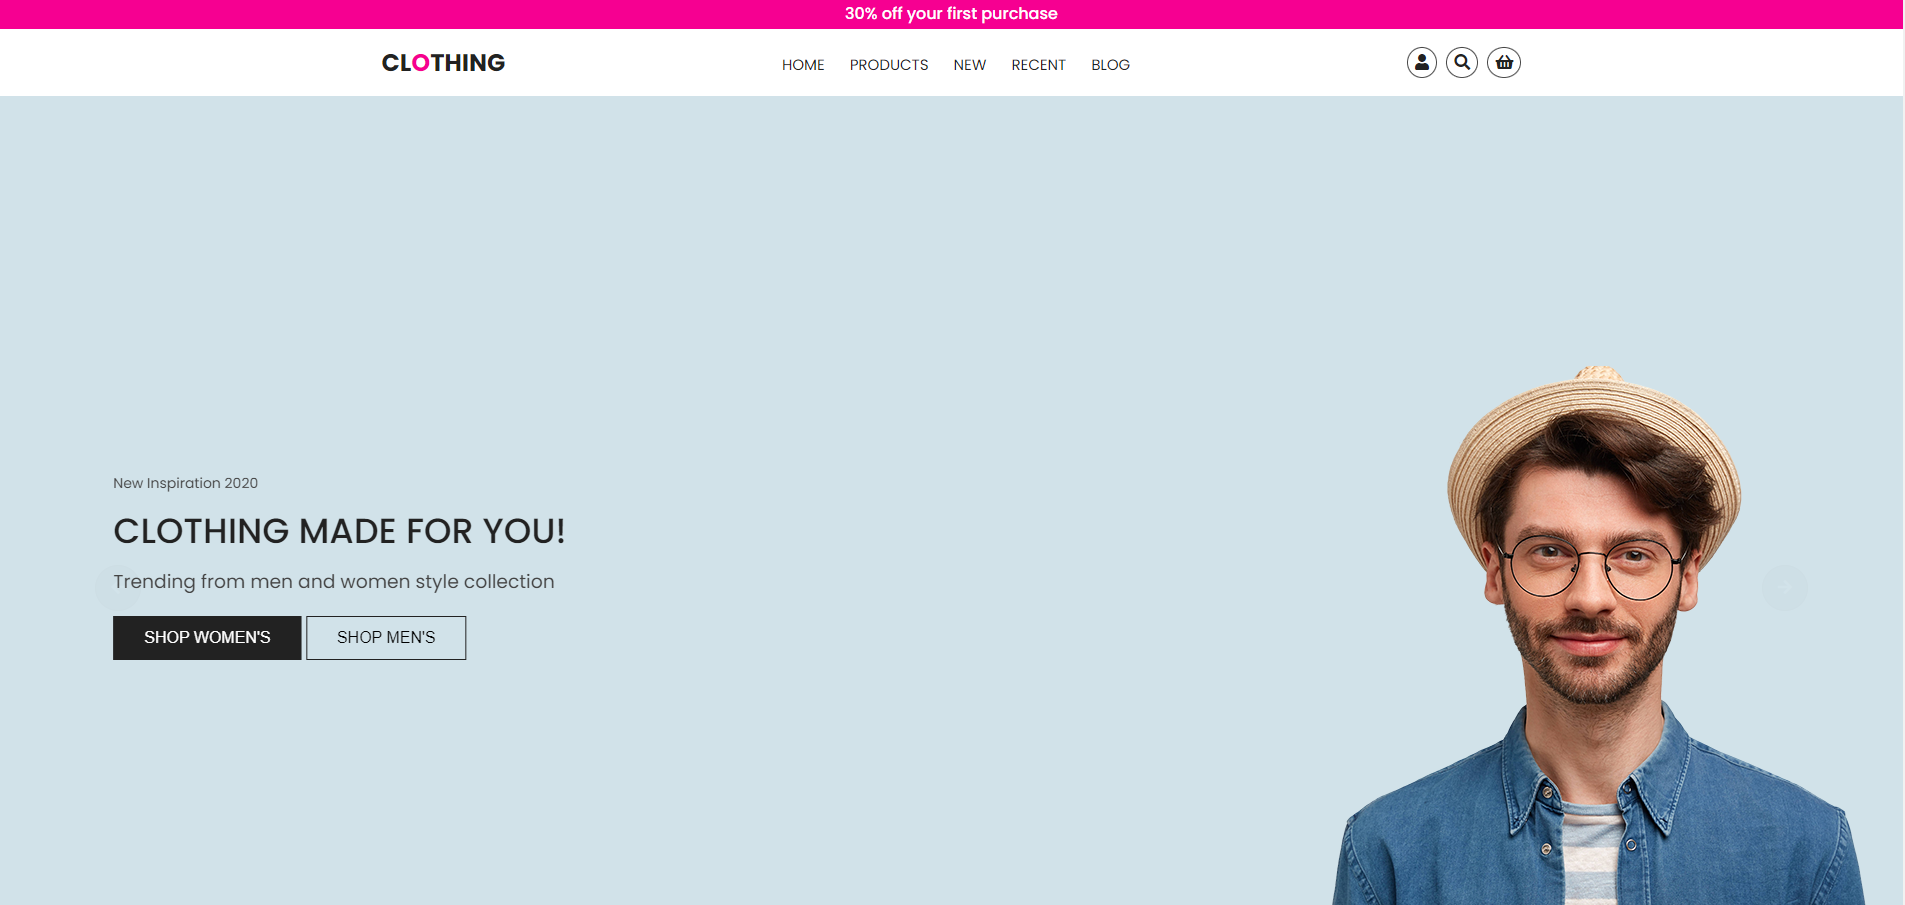 30% off your first purchase
CLOTHING
HOME PRODUCTS NEW RECENT BLOG
New Inspiration 2020
CLOTHING MADE FOR YOU!
Trending from men and women style collection
SHOP WOMEN'S SHOP MEN'S